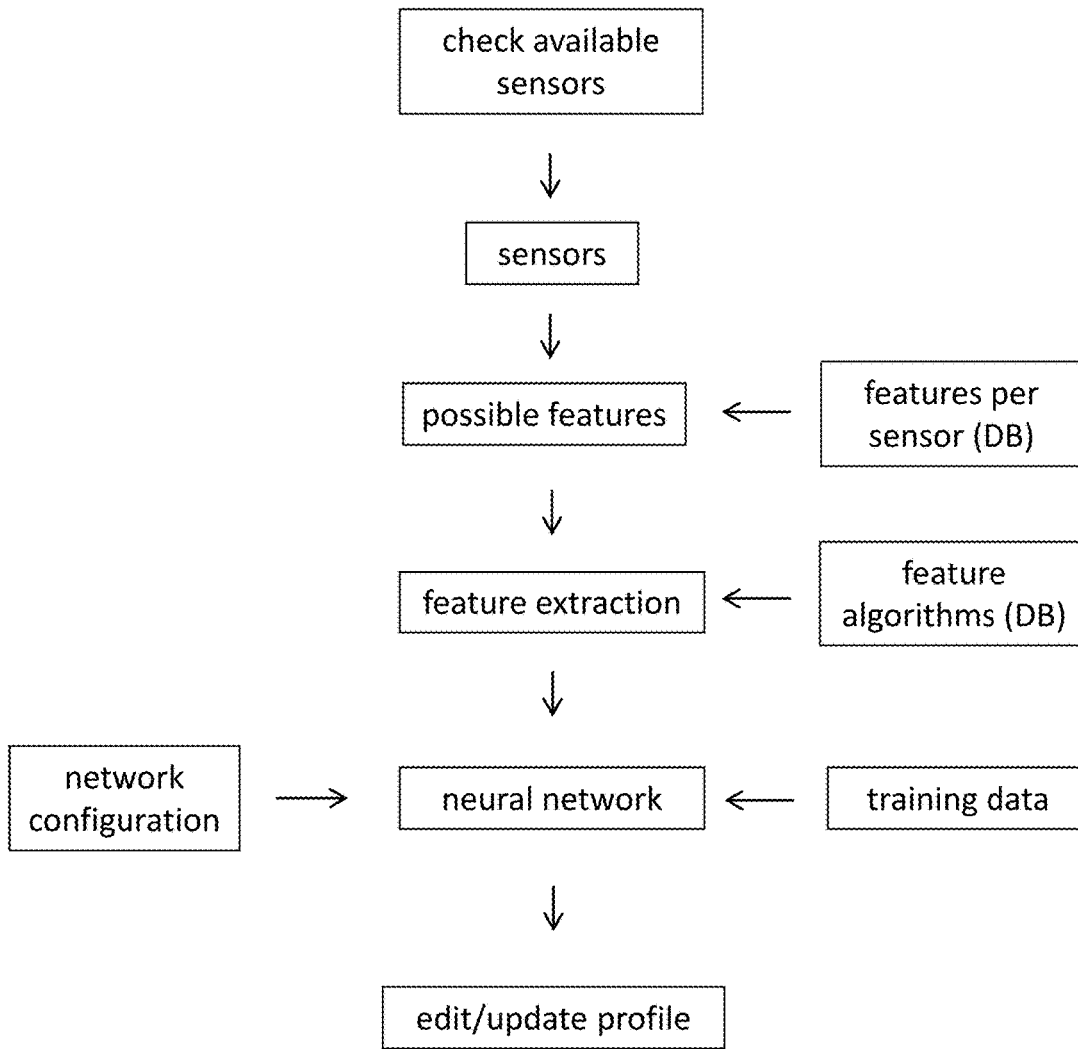 check available
sensors
sensors
possible features
features per
sensor (DB)
feature extraction
feature
algorithms (DB)
network
configuration
neural network
training data
edit/update profile